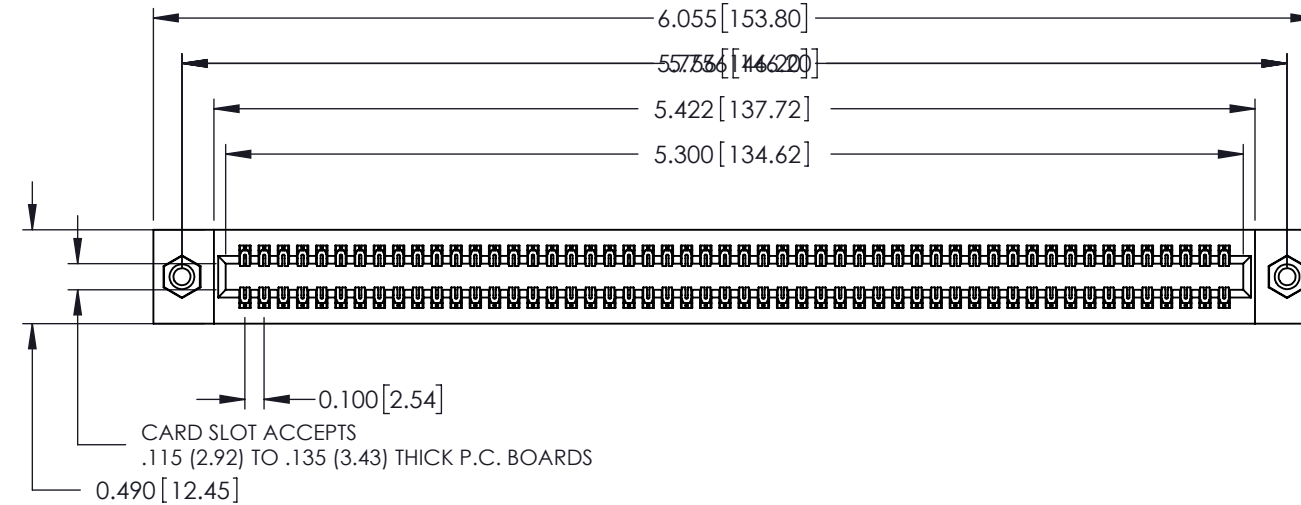 6.055[153.80]
5.422[137.72]
5.300[134.62]
0.100[2.54]
CARD SLOT ACCEPTS
.115 (2.92) TO .135 (3.43) THICK P.C. BOARDS
0.490[12.45]